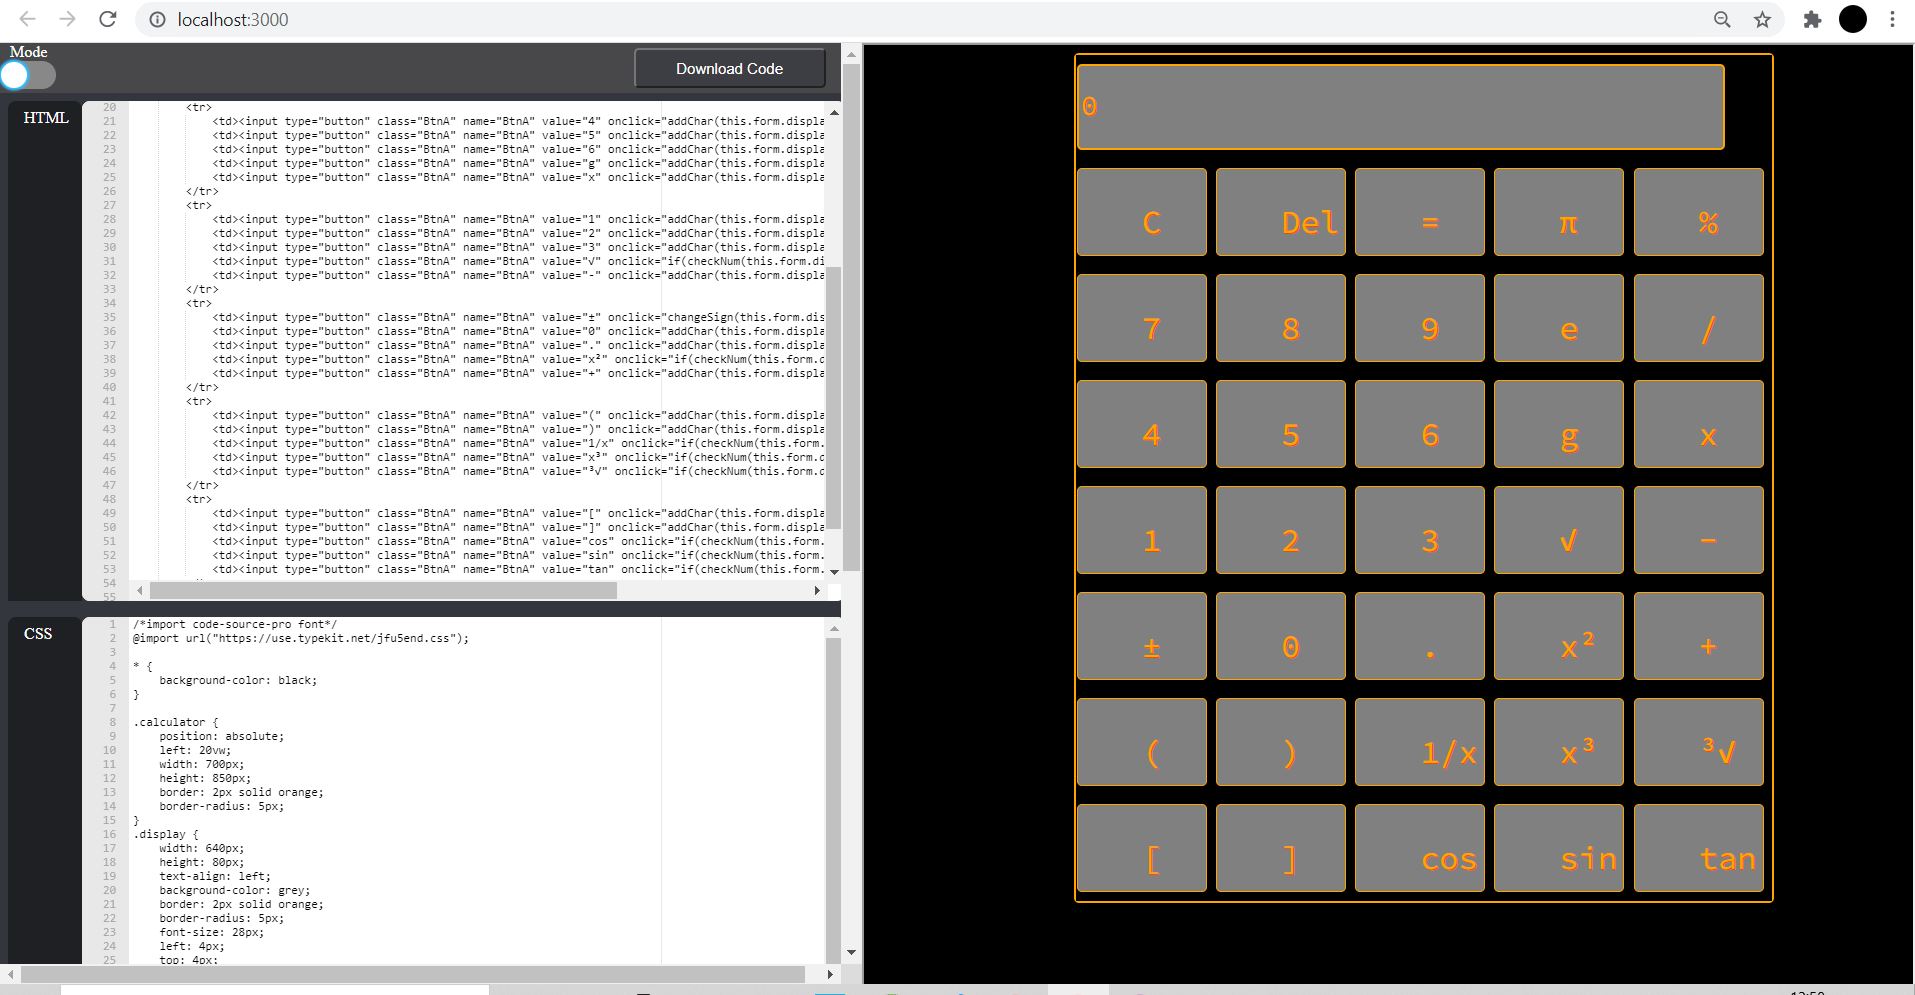 localhost:3000
Mode
Download Code
HTML
20 <tr>
21 <td><input type="button" class="BtnA" name="BtnA" value="4" onclick="addChar(this.form.displa
22 <td><input type="button" class="BtnA" name="BtnA" value="5" onclick="addChar(this.form.displa
23 <td><input type="button" class="BtnA" name="BtnA" value="6" onclick="addChar(this.form.displa
24 <td><input type="button" class="BtnA" name="BtnA" value="g" onclick="addChar(this.form.displa
25 <td><input type="button" class="BtnA" name="BtnA" value="x" onclick="addChar(this.form.displa
26 </tr>
27 <tr>
28 <td><input type="button" class="BtnA" name="BtnA" value="1" onclick="addChar(this.form.displa
29 <td><input type="button" class="BtnA" name="BtnA" value="2" onclick="addChar(this.form.displa
30 <td><input type="button" class="BtnA" name="BtnA" value="3" onclick="addChar(this.form.displa
31 <td><input type="button" class="BtnA" name="BtnA" value="√" onclick="if(checkNum(this.form.di
32 <td><input type="button" class="BtnA" name="BtnA" value="-" onclick="addChar(this.form.displa
33 </tr>
34 <tr>
35 <td><input type="button" class="BtnA" name="BtnA" value="±" onclick="changeSign(this.form.dis
36 <td><input type="button" class="BtnA" name="BtnA" value="0" onclick="addChar(this.form.displa
37 <td><input type="button" class="BtnA" name="BtnA" value="." onclick="addChar(this.form.displa
38 <td><input type="button" class="BtnA" name="BtnA" value="x²" onclick="if(checkNum(this.form.d
39 <td><input type="button" class="BtnA" name="BtnA" value="+" onclick="addChar(this.form.displa
40 </tr>
41 <tr>
42 <td><input type="button" class="BtnA" name="BtnA" value="(" onclick="addChar(this.form.displa
43 <td><input type="button" class="BtnA" name="BtnA" value=")" onclick="addChar(this.form.displa
44 <td><input type="button" class="BtnA" name="BtnA" value="1/x" onclick="if(checkNum(this.form.
45 <td><input type="button" class="BtnA" name="BtnA" value="x³" onclick="if(checkNum(this.form.d
46 <td><input type="button" class="BtnA" name="BtnA" value="³√" onclick="if(checkNum(this.form.d
47 </tr>
48 <tr>
49 <td><input type="button" class="BtnA" name="BtnA" value="[" onclick="addChar(this.form.displa
50 <td><input type="button" class="BtnA" name="BtnA" value="]" onclick="addChar(this.form.displa
51 <td><input type="button" class="BtnA" name="BtnA" value="cos" onclick="if(checkNum(this.form.
52 <td><input type="button" class="BtnA" name="BtnA" value="sin" onclick="if(checkNum(this.form.
53 <td><input type="button" class="BtnA" name="BtnA" value="tan" onclick="if(checkNum(this.form.
54
55
CSS
1 /*import code-source-pro font*/
2 @import url("https://use.typekit.net/jfu5end.css");
3
4 * {
5 background-color: black;
6 }
7
8 .calculator {
9 position: absolute;
10 left: 20vw;
11 width: 700px;
12 height: 850px;
13 border: 2px solid orange;
14 border-radius: 5px;
15 }
16 .display {
17 width: 640px;
18 height: 80px;
19 text-align: left;
20 background-color: grey;
21 border: 2px solid orange;
22 border-radius: 5px;
23 font-size: 28px;
24 left: 4px;
25 top: 4px;
0
C Del = π %
7 8 9 e /
4 5 6 g x
1 2 3 √ -
± 0 . x² +
( ) 1/x x³ ³√
[ ] cos sin tan